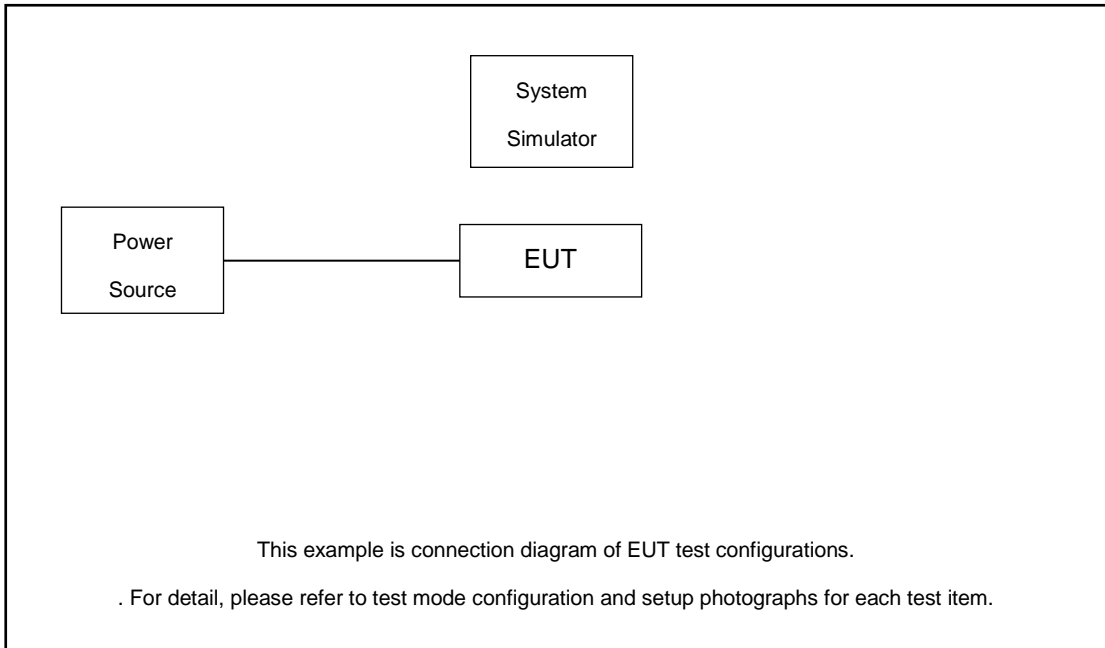 System
Simulator
Power
Source
EUT
This example is connection diagram of EUT test configurations.
. For detail, please refer to test mode configuration and setup photographs for each test item.